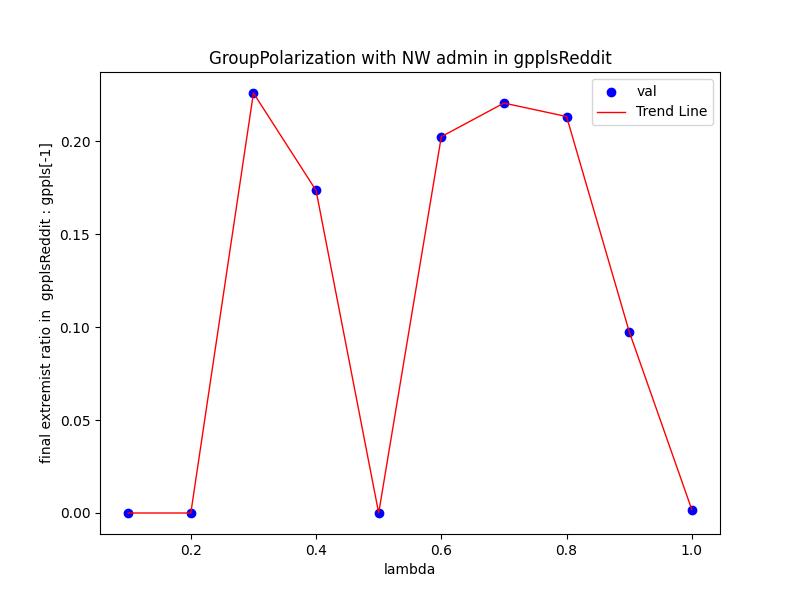 GroupPolarization with NW admin in gpplsReddit
val
Trend Line
final extremist ratio in  gpplsReddit : gppls[-1]
0.20
0.15
0.10
0.05
0.00
0.2 0.4 0.6 0.8 1.0
lambda